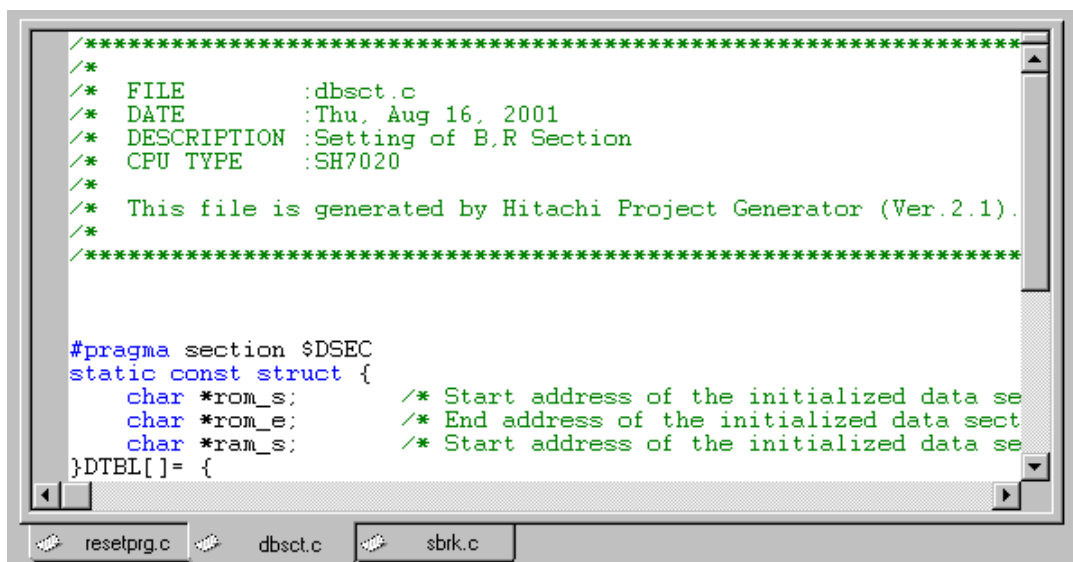 /*****************************************************************
/*
/*  FILE        :dbsct.c
/*  DATE        :Thu, Aug 16, 2001
/*  DESCRIPTION :Setting of B,R Section
/*  CPU TYPE    :SH7020
/*
/*  This file is generated by Hitachi Project Generator (Ver.2.1).
/*
/*****************************************************************
#pragma section $DSEC
static const struct {
    char *rom_s;       /* Start address of the initialized data se
    char *rom_e;       /* End address of the initialized data sect
    char *ram_s;       /* Start address of the initialized data se
}DTBL[]= {
resetprg.c dbsct.c sbrk.c